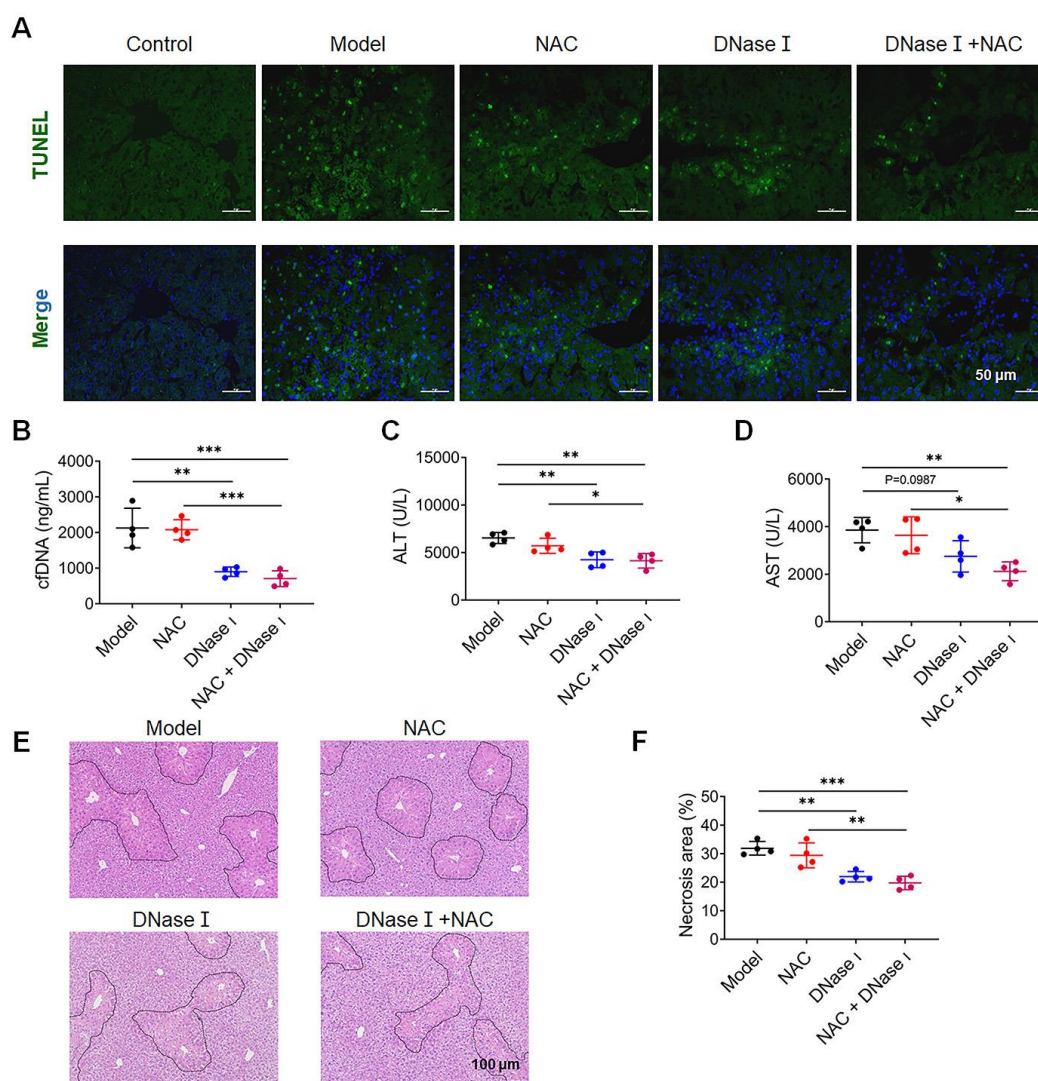 A
Control
Model
NAC
DNase I
DNase I +NAC
TUNEL
Merge
50 μm
B
cfDNA (ng/mL)
4000
3000
2000
1000
0
***
**
***
Model
NAC
DNase I
NAC + DNase I
C
ALT (U/L)
15000
10000
5000
0
**
**
*
Model
NAC
DNase I
NAC + DNase I
D
AST (U/L)
6000
4000
2000
0
**
P=0.0987
*
Model
NAC
DNase I
NAC + DNase I
E
Model
NAC
DNase I
DNase I +NAC
100 μm
F
Necrosis area (%)
50
40
30
20
10
0
***
**
**
Model
NAC
DNase I
NAC + DNase I